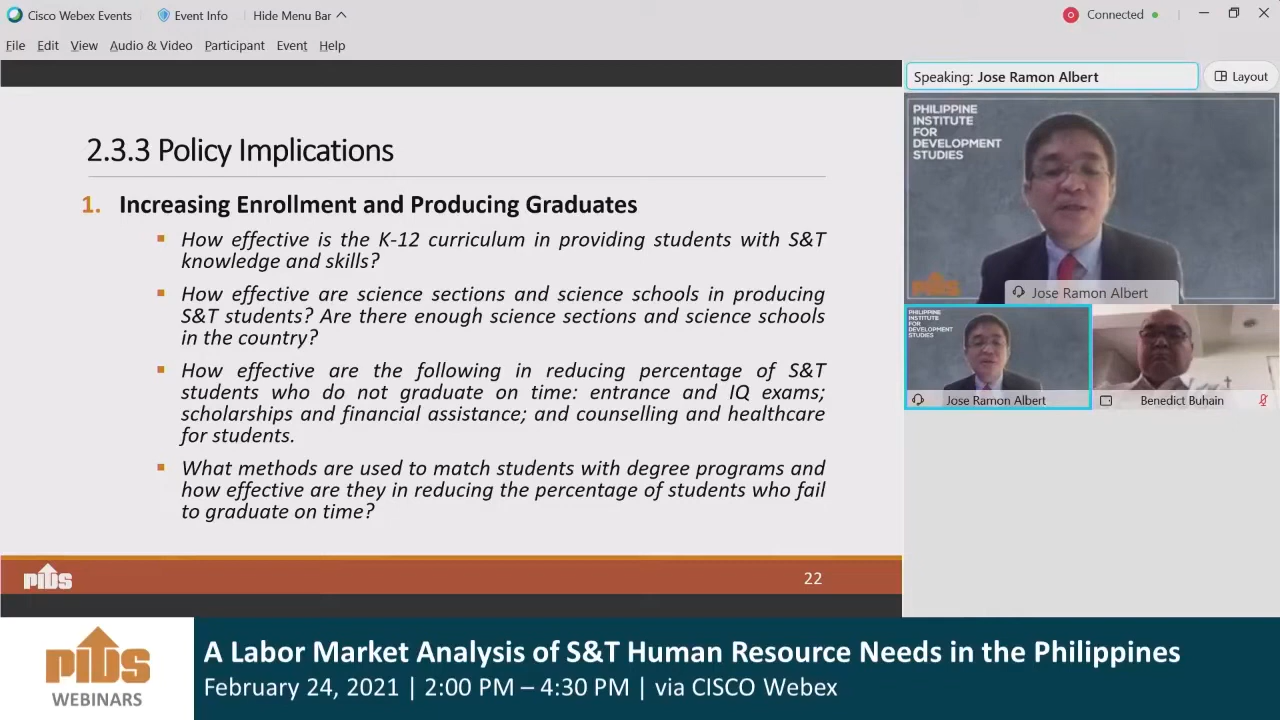 Cisco Webex Events
Event Info
Hide Menu Bar
Connected
File Edit View Audio & Video Participant Event Help
Speaking: Jose Ramon Albert
Layout
2.3.3 Policy Implications
1. Increasing Enrollment and Producing Graduates
How effective is the K-12 curriculum in providing students with S&T
knowledge and skills?
How effective are science sections and science schools in producing
S&T students? Are there enough science sections and science schools
in the country?
How effective are the following in reducing percentage of S&T
students who do not graduate on time: entrance and IQ exams;
scholarships and financial assistance; and counselling and healthcare
for students.
What methods are used to match students with degree programs and
how effective are they in reducing the percentage of students who fail
to graduate on time?
PIDS
22
PHILIPPINE
INSTITUTE
FOR
DEVELOPMENT
STUDIES
PIDS
Jose Ramon Albert
PHILIPPINE
INSTITUTE
FOR
DEVELOPMENT
STUDIES
Jose Ramon Albert
Benedict Buhain
PIDS
WEBINARS
A Labor Market Analysis of S&T Human Resource Needs in the Philippines
February 24, 2021 | 2:00 PM – 4:30 PM | via CISCO Webex